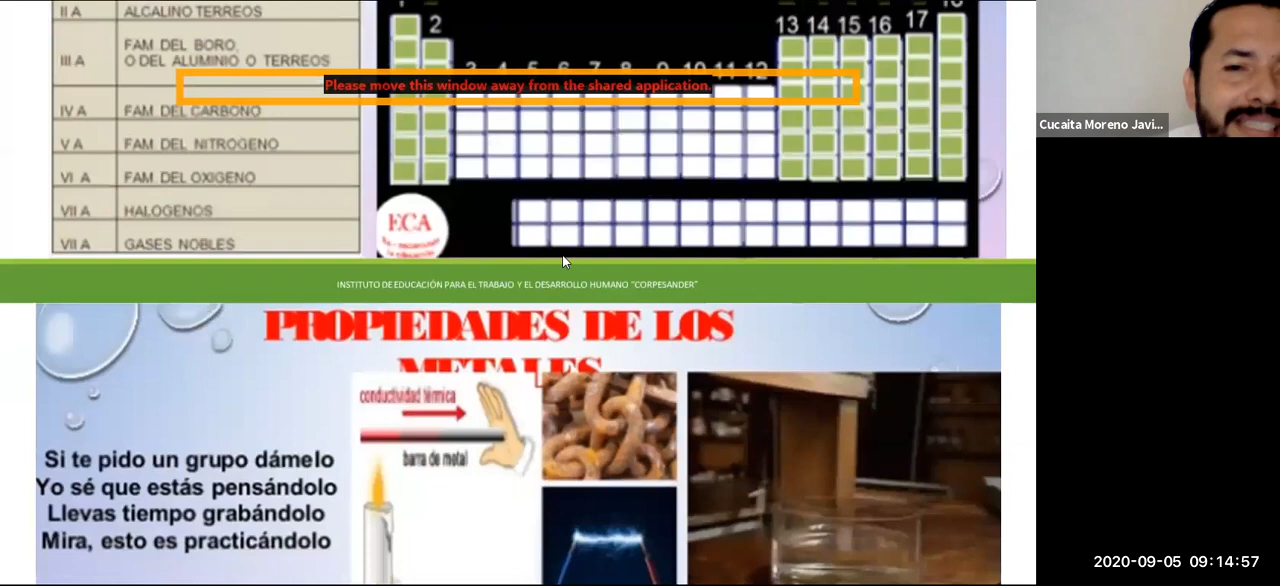 II A ALCALINO TERREOS
III A FAM DEL BORO, O DEL ALUMINIO O TERREOS
IV A FAM DEL CARBONO
V A FAM DEL NITROGENO
VI A FAM DEL OXIGENO
VII A HALOGENOS
VII A GASES NOBLES
2
13 14 15 16 17
3 4 5 6 7 8 9 10 11 12
Please move this window away from the shared application.
ECA
Cucaita Moreno Javi...
INSTITUTO DE EDUCACIÓN PARA EL TRABAJO Y EL DESARROLLO HUMANO "CORPESANDER"
PROPIEDADES DE LOS
METALES
conductividad térmica
barra de metal
Si te pido un grupo dámelo
Yo sé que estás pensándolo
Llevas tiempo grabándolo
Mira, esto es practicándolo
2020-09-05 09:14:57